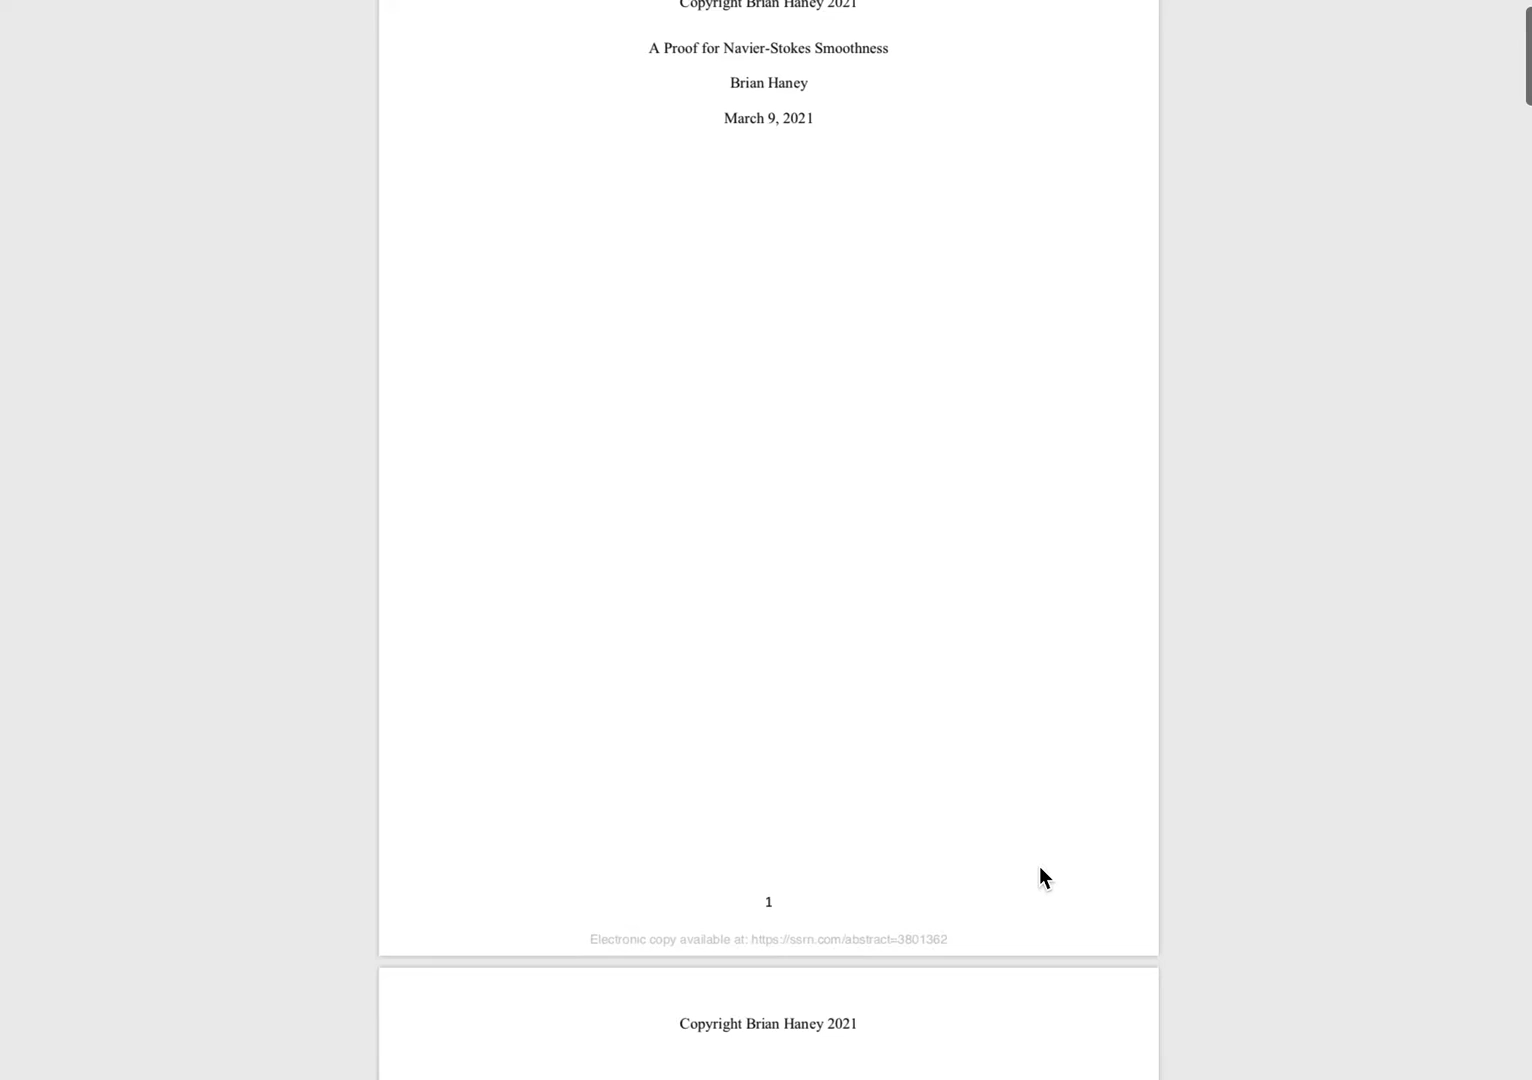 Copyright Brian Haney 2021
A Proof for Navier-Stokes Smoothness
Brian Haney
March 9, 2021
1
Electronic copy available at: https://ssrn.com/abstract=3801362
Copyright Brian Haney 2021